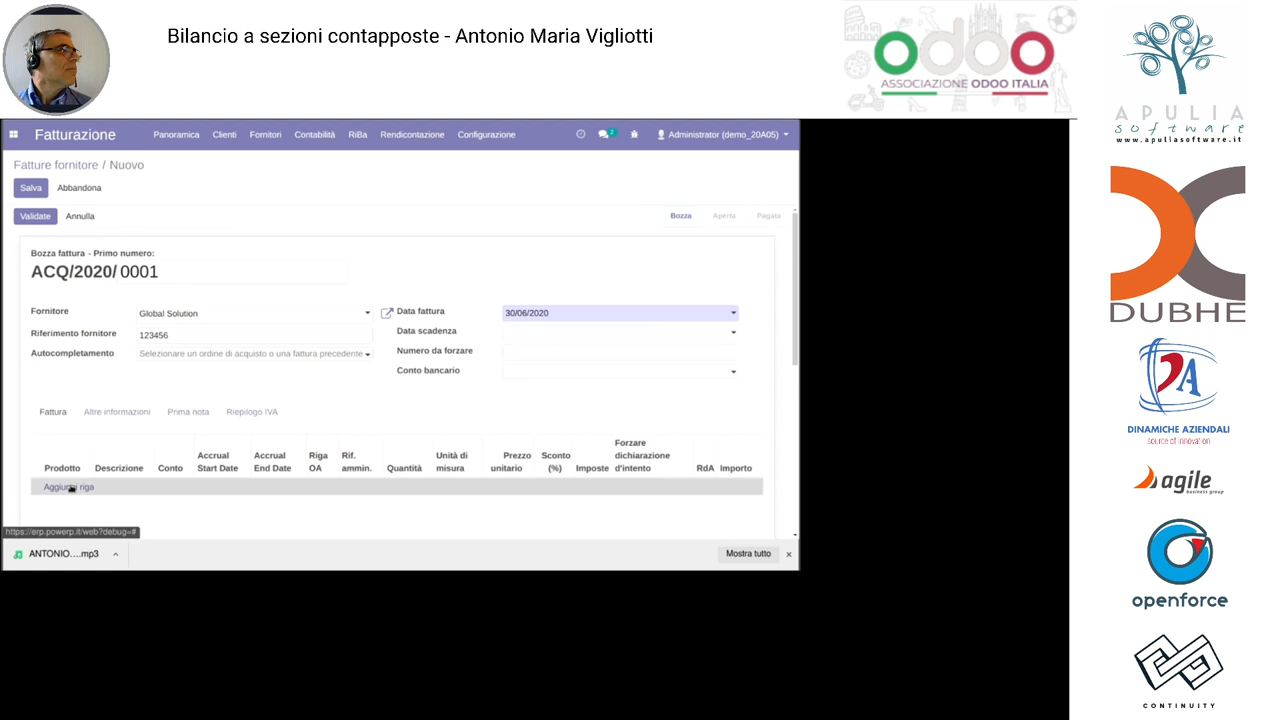 Bilancio a sezioni contapposte - Antonio Maria Vigliotti
odoo
ASSOCIAZIONE ODOO ITALIA
APULIA
software
www.apuliasoftware.it
DUBHE
DINAMICHE AZIENDALI
source of innovation
agile
business group
openforce
CONTINUITY
Fatturazione
Panoramica Clienti Fornitori Contabilità RiBa Rendicontazione Configurazione
2
Administrator (demo_20A05)
Fatture fornitore / Nuovo
Salva Abbandona
Validate Annulla
Bozza Aperta Pagata
Bozza fattura - Primo numero:
ACQ/2020/ 0001
Fornitore Global Solution
Riferimento fornitore 123456
Autocompletamento Selezionare un ordine di acquisto o una fattura precedente
Data fattura 30/06/2020
Data scadenza
Numero da forzare
Conto bancario
Fattura Altre informazioni Prima nota Riepilogo IVA
Prodotto Descrizione Conto Accrual Start Date Accrual End Date Riga OA Rif. ammin. Quantità Unità di misura Prezzo unitario Sconto (%) Imposte Forzare dichiarazione d'intento RdA Importo
Aggiungi riga
https://erp.powerp.it/web?debug=#
ANTONIO....mp3
Mostra tutto